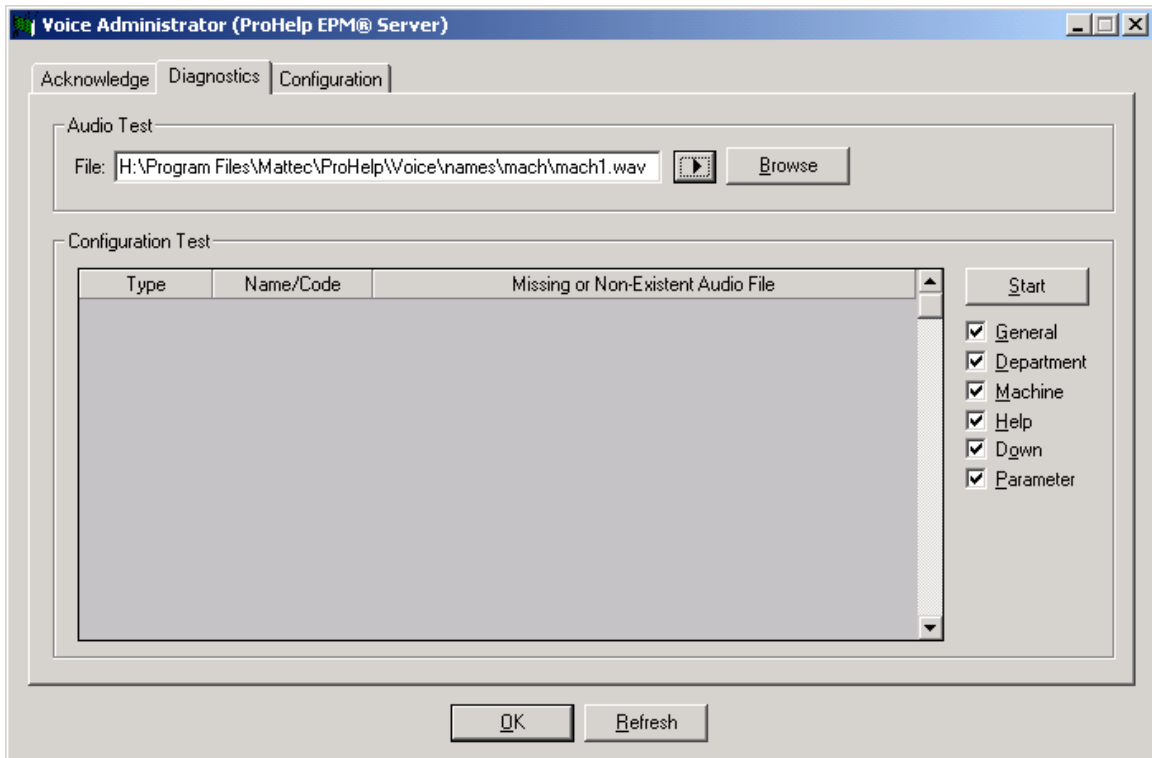 Voice Administrator (ProHelp EPM® Server)
Acknowledge Diagnostics Configuration
Audio Test
File: H:\Program Files\Mattec\ProHelp\Voice\names\mach\mach1.wav Browse
Configuration Test
Type Name/Code Missing or Non-Existent Audio File Start
General
Department
Machine
Help
Down
Parameter
OK Refresh